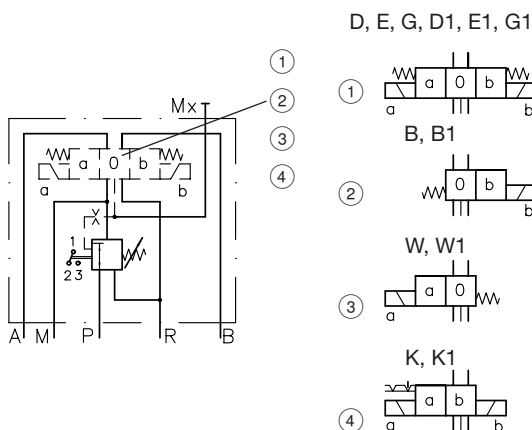 D, E, G, D1, E1, G1
1
2
3
4
Mx
a 0 b
a b
1
2 3
A M P R B
1
a 0 b
a b
B, B1
2
0 b
b
W, W1
3
a 0
a
K, K1
4
a b
a b